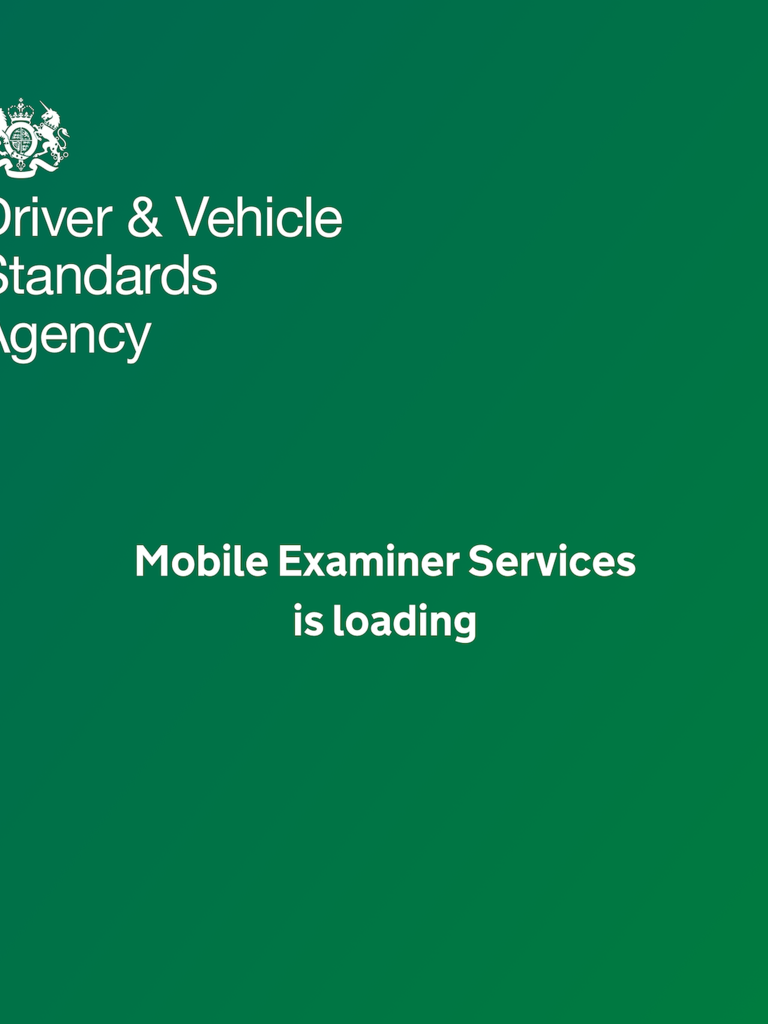 Driver & Vehicle
Standards
Agency
Mobile Examiner Services
is loading